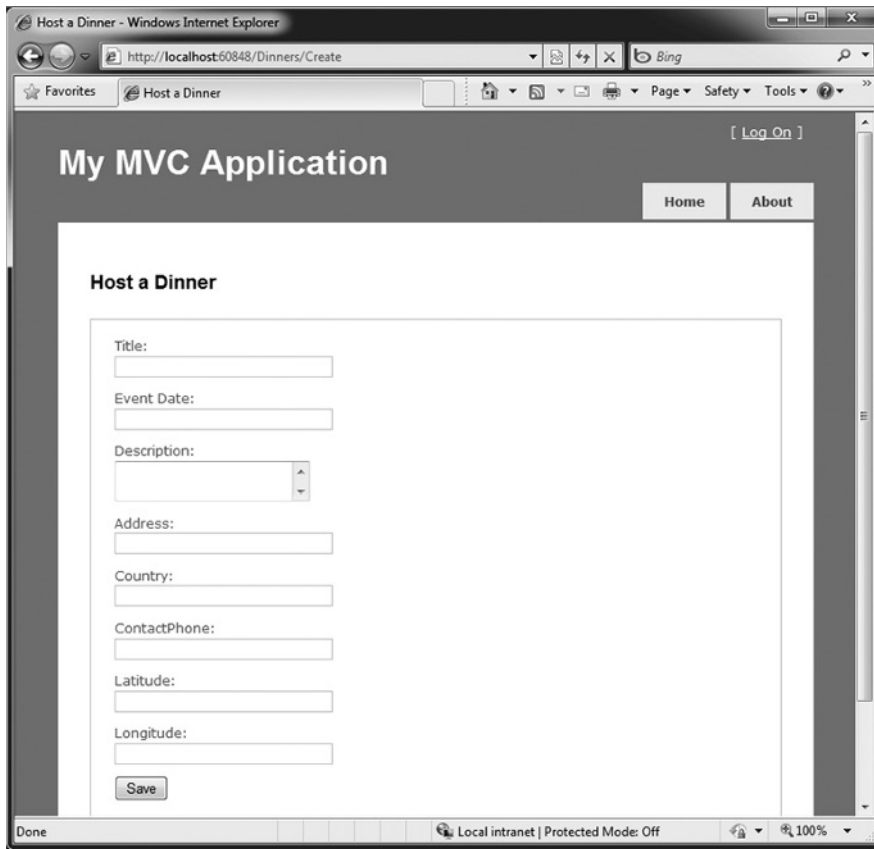 Host a Dinner - Windows Internet Explorer
http://localhost:60848/Dinners/Create
Bing
Favorites
Host a Dinner
Page
Safety
Tools
[ Log On ]
My MVC Application
Home
About
Host a Dinner
Title:
Event Date:
Description:
Address:
Country:
ContactPhone:
Latitude:
Longitude:
Save
Done
Local intranet | Protected Mode: Off
100%